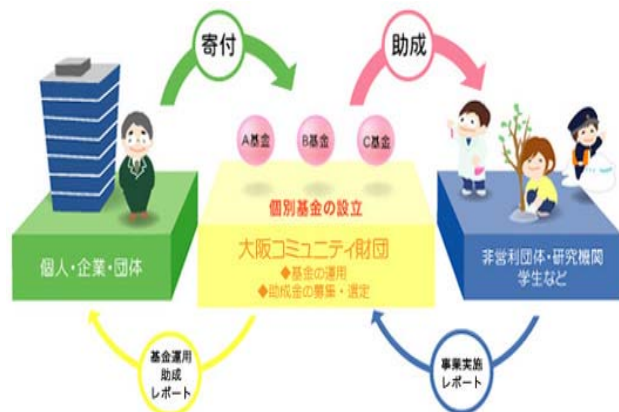 寄付
助成
A基金
B基金
C基金
個別基金の設立
大阪コミュニティ財団
◆基金の運用
◆助成金の募集・選定
個人・企業・団体
非営利団体・研究機関
学生など
基金運用
助成
レポート
事業実施
レポート